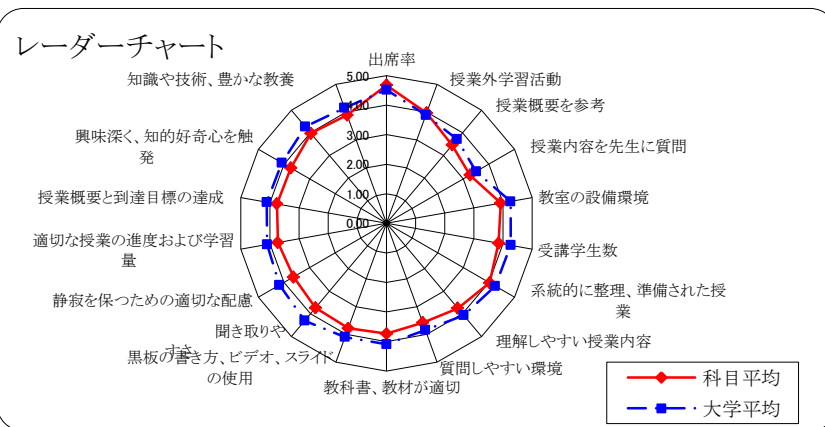 レーダーチャート
出席率
授業外学習活動
授業概要を参考
授業内容を先生に質問
教室の設備環境
受講学生数
系統的に整理、準備された授
業
理解しやすい授業内容
質問しやすい環境
教科書、教材が適切
黒板の書き方、ビデオ、スライド
の使用
聞き取りや
すさ
静寂を保つための適切な配慮
適切な授業の進度および学習
量
授業概要と到達目標の達成
興味深く、知的好奇心を触
発
知識や技術、豊かな教養
5.00
4.00
3.00
2.00
1.00
0.00
科目平均
大学平均